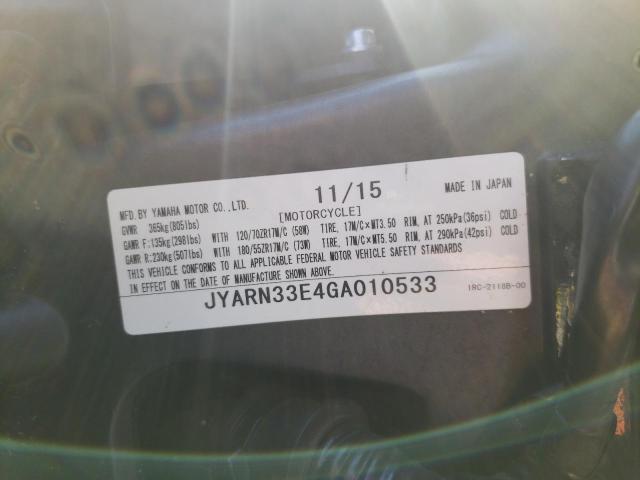 MFD.BY YAMAHA MOTOR CO.,LTD. 11/15 MADE IN JAPAN
GVWR 365kg(805lbs) [MOTORCYCLE]
GAWR F:135kg(298lbs) WITH 120/70ZR17M/C (58W) TIRE, 17M/C×MT3.50 RIM, AT 250kPa(36psi) COLD
GAWR R:230kg(507lbs) WITH 180/55ZR17M/C (73W) TIRE, 17M/C×MT5.50 RIM, AT 290kPa(42psi) COLD
THIS VEHICLE CONFORMS TO ALL APPLICABLE FEDERAL MOTOR VEHICLE SAFETY STANDARDS
IN EFFECT ON THE DATE OF MANUFACTURE SHOWN ABOVE.
JYARN33E4GA010533 1RC-2118B-00